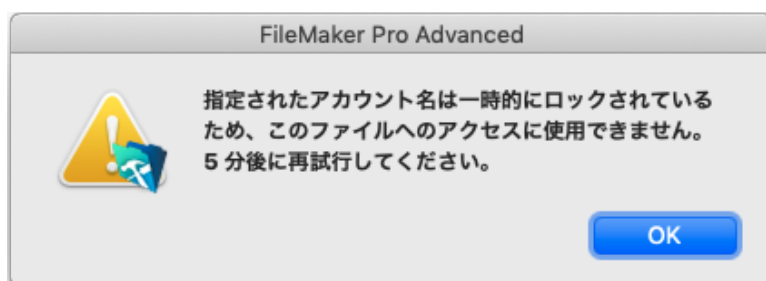 FileMaker Pro Advanced
指定されたアカウント名は一時的にロックされている
ため、このファイルへのアクセスに使用できません。
5 分後に再試行してください。
OK